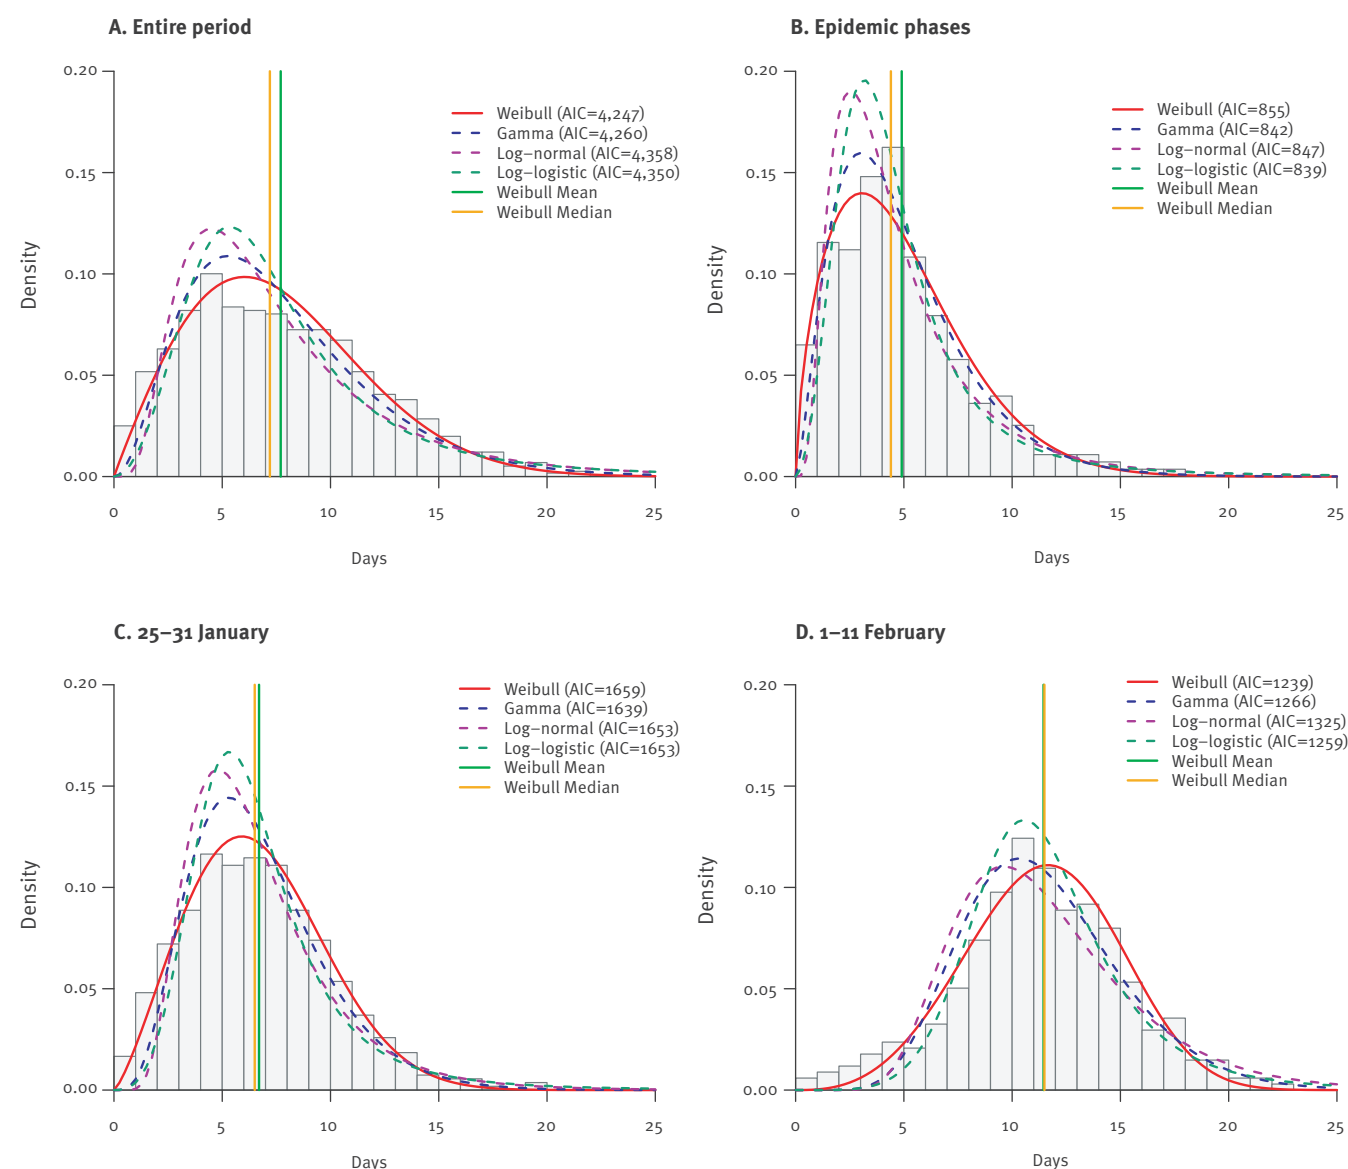 A. Entire period
0.20
0.15
0.10
0.05
0.00
Density
0 5 10 15 20 25
Days
Weibull (AIC=4,247)
Gamma (AIC=4,260)
Log–normal (AIC=4,358)
Log–logistic (AIC=4,350)
Weibull Mean
Weibull Median
B. Epidemic phases
0.20
0.15
0.10
0.05
0.00
Density
0 5 10 15 20 25
Days
Weibull (AIC=855)
Gamma (AIC=842)
Log–normal (AIC=847)
Log–logistic (AIC=839)
Weibull Mean
Weibull Median
C. 25–31 January
0.20
0.15
0.10
0.05
0.00
Density
0 5 10 15 20 25
Days
Weibull (AIC=1659)
Gamma (AIC=1639)
Log–normal (AIC=1653)
Log–logistic (AIC=1653)
Weibull Mean
Weibull Median
D. 1–11 February
0.20
0.15
0.10
0.05
0.00
Density
0 5 10 15 20 25
Days
Weibull (AIC=1239)
Gamma (AIC=1266)
Log–normal (AIC=1325)
Log–logistic (AIC=1259)
Weibull Mean
Weibull Median